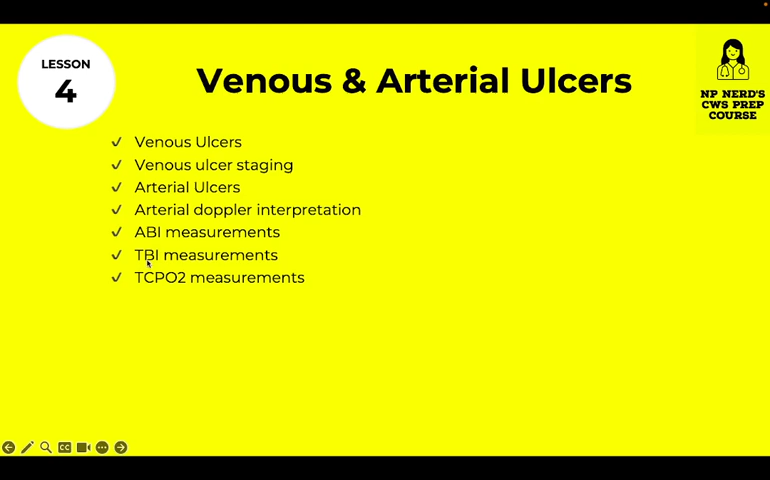 LESSON
4
Venous & Arterial Ulcers
NP NERD'S
CWS PREP
COURSE
✓ Venous Ulcers
✓ Venous ulcer staging
✓ Arterial Ulcers
✓ Arterial doppler interpretation
✓ ABI measurements
✓ TBI measurements
✓ TCPO2 measurements
CC